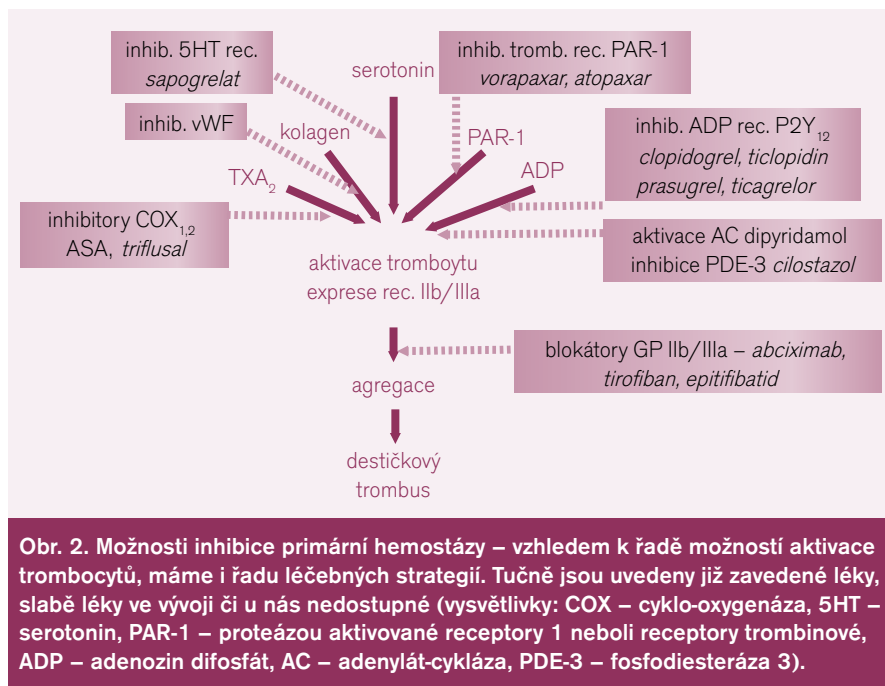 inhib. 5HT rec.
sapogrelat
serotonin
inhib. tromb. rec. PAR-1
vorapaxar, atopaxar
inhib. vWF
kolagen
PAR-1
inhib. ADP rec. P2Y12
clopidogrel, ticlopidin
prasugrel, ticagrelor
TXA2
ADP
inhibitory COX1,2
ASA, triflusal
aktivace AC dipyridamol
inhibice PDE-3 cilostazol
aktivace tromboytu
exprese rec. IIb/IIIa
blokátory GP IIb/IIIa – abciximab,
tirofiban, epitifibatid
agregace
destičkový
trombus
Obr. 2. Možnosti inhibice primární hemostázy – vzhledem k řadě možností aktivace
trombocytů, máme i řadu léčebných strategií. Tučně jsou uvedeny již zavedené léky,
slabě léky ve vývoji či u nás nedostupné (vysvětlivky: COX – cyklo-oxygenáza, 5HT –
serotonin, PAR-1 – proteázou aktivované receptory 1 neboli receptory trombinové,
ADP – adenozin difosfát, AC – adenylát-cykláza, PDE-3 – fosfodiesteráza 3).